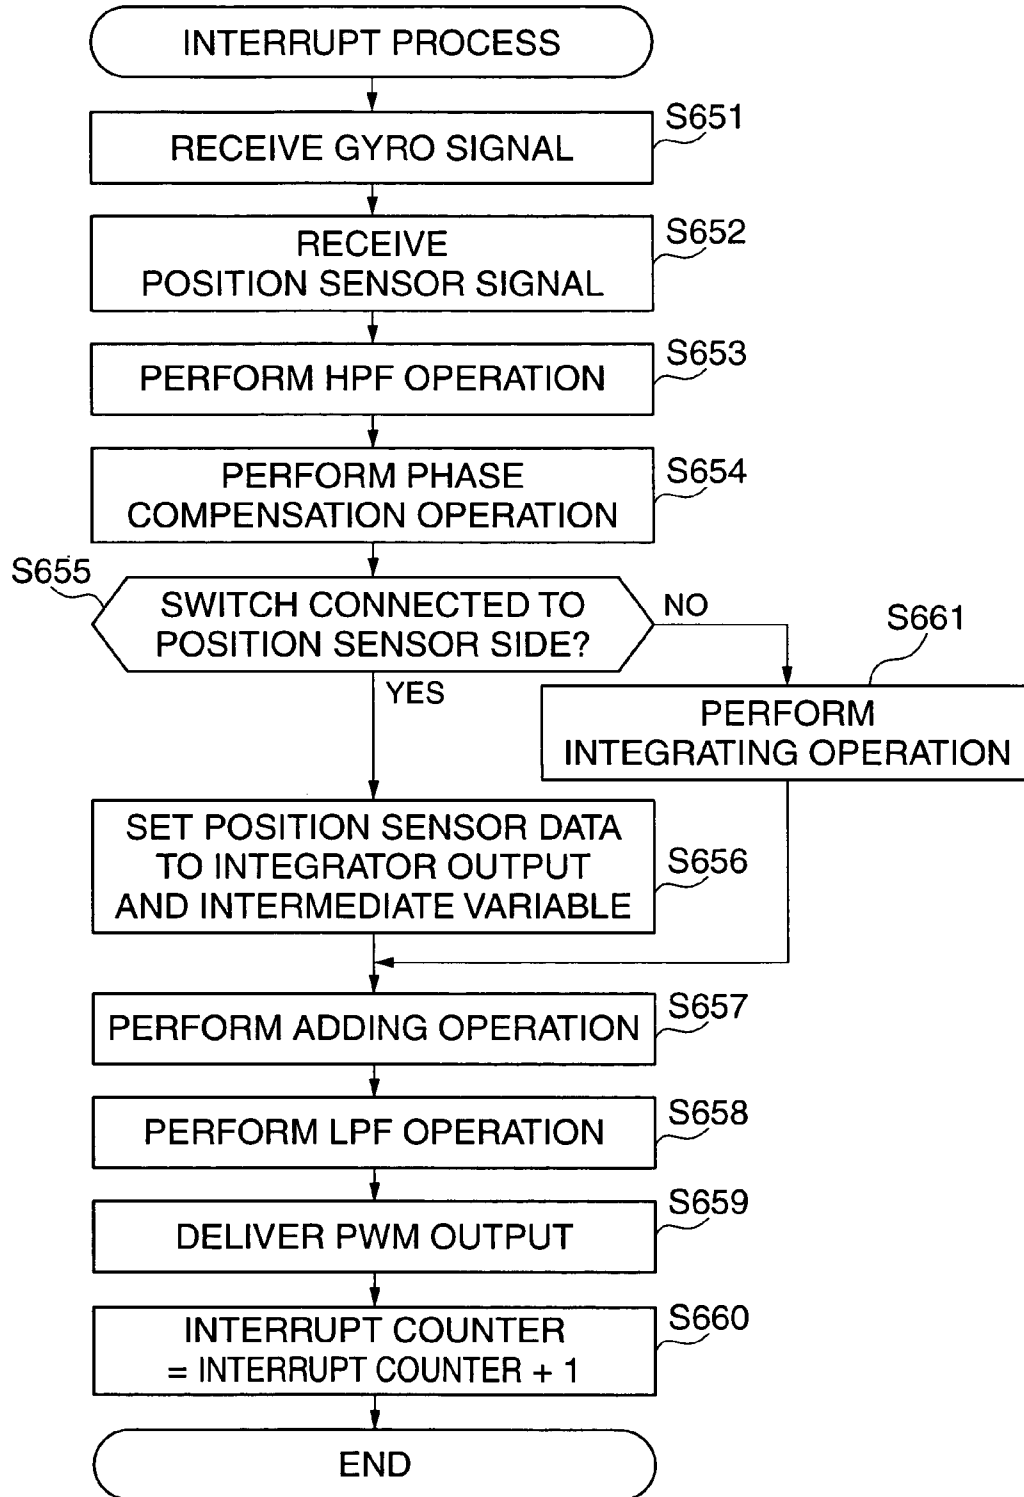 INTERRUPT PROCESS
S651
RECEIVE GYRO SIGNAL
S652
RECEIVE
POSITION SENSOR SIGNAL
S653
PERFORM HPF OPERATION
S654
PERFORM PHASE
COMPENSATION OPERATION
S655
SWITCH CONNECTED TO
POSITION SENSOR SIDE?
NO
YES
S661
PERFORM
INTEGRATING OPERATION
SET POSITION SENSOR DATA
TO INTEGRATOR OUTPUT
AND INTERMEDIATE VARIABLE
S656
S657
PERFORM ADDING OPERATION
S658
PERFORM LPF OPERATION
S659
DELIVER PWM OUTPUT
S660
INTERRUPT COUNTER
= INTERRUPT COUNTER + 1
END